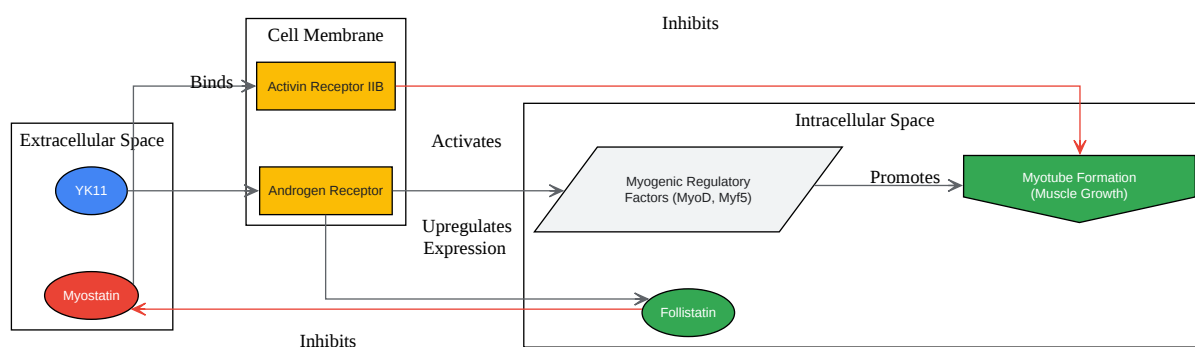 Inhibits
Cell Membrane
Activin Receptor IIB
Binds
Extracellular Space
Intracellular Space
Activates
YK11
Androgen Receptor
Myogenic Regulatory
Factors (MyoD, Myf5)
Promotes
Myotube Formation
(Muscle Growth)
Upregulates
Expression
Myostatin
Follistatin
Inhibits